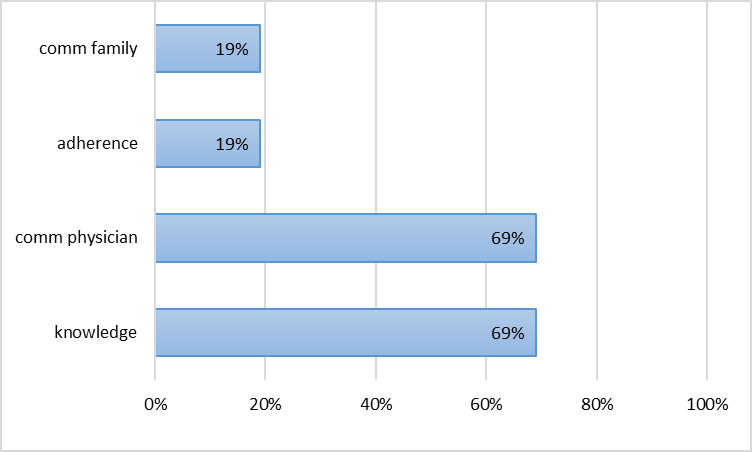 comm family
19%
adherence
19%
comm physician
69%
knowledge
69%
0% 20% 40% 60% 80% 100%